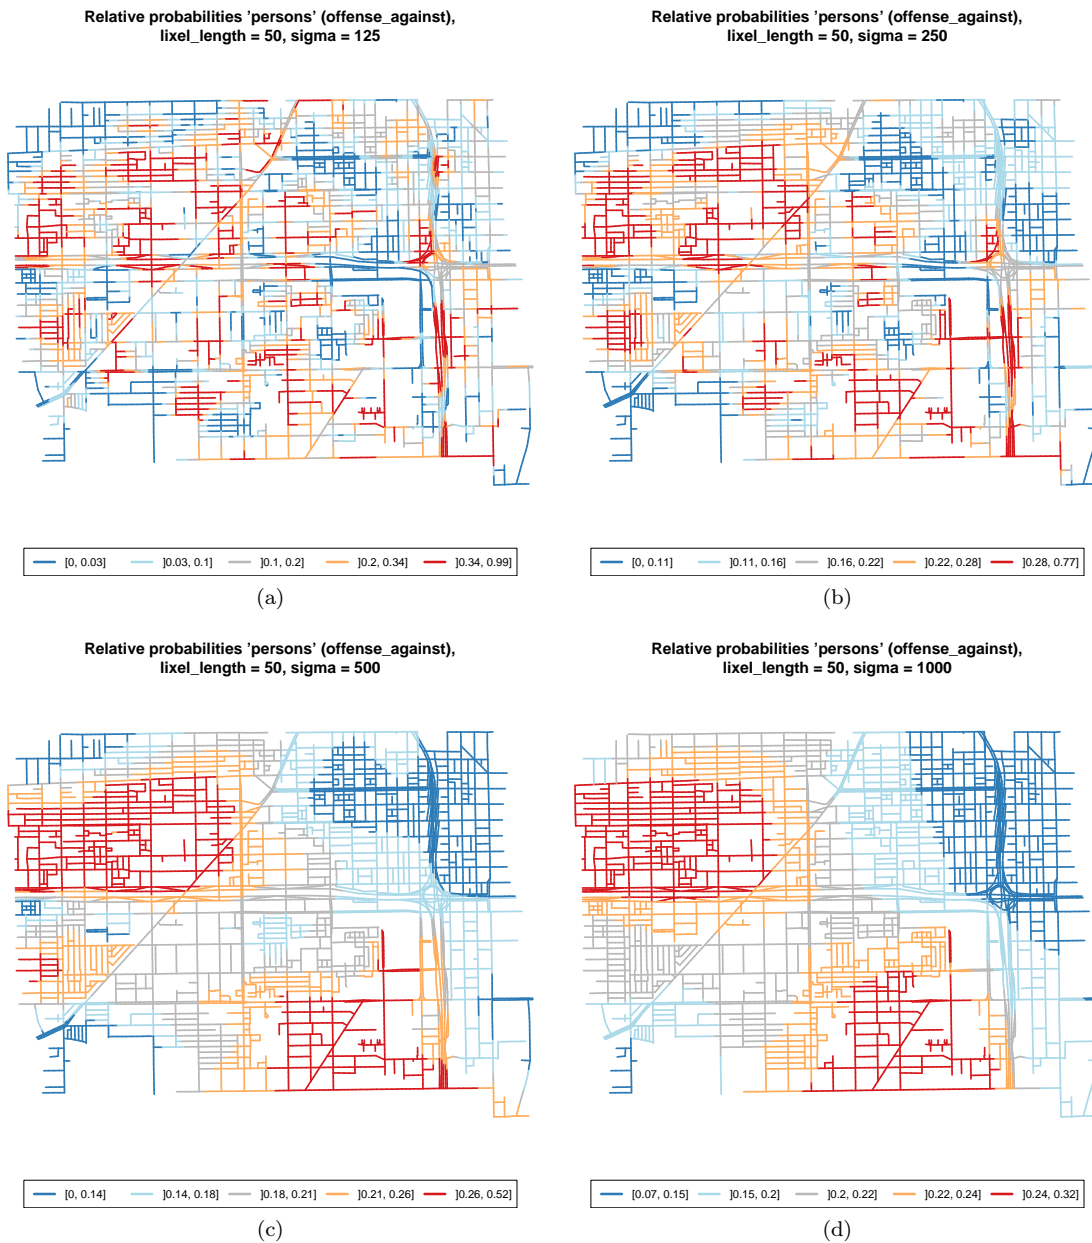 Relative probabilities 'persons' (offense_against),
lixel_length = 50, sigma = 125
[0, 0.03] ]0.03, 0.1] ]0.1, 0.2] ]0.2, 0.34] ]0.34, 0.99]
(a)
Relative probabilities 'persons' (offense_against),
lixel_length = 50, sigma = 250
[0, 0.11] ]0.11, 0.16] ]0.16, 0.22] ]0.22, 0.28] ]0.28, 0.77]
(b)
Relative probabilities 'persons' (offense_against),
lixel_length = 50, sigma = 500
[0, 0.14] ]0.14, 0.18] ]0.18, 0.21] ]0.21, 0.26] ]0.26, 0.52]
(c)
Relative probabilities 'persons' (offense_against),
lixel_length = 50, sigma = 1000
[0.07, 0.15] ]0.15, 0.2] ]0.2, 0.22] ]0.22, 0.24] ]0.24, 0.32]
(d)